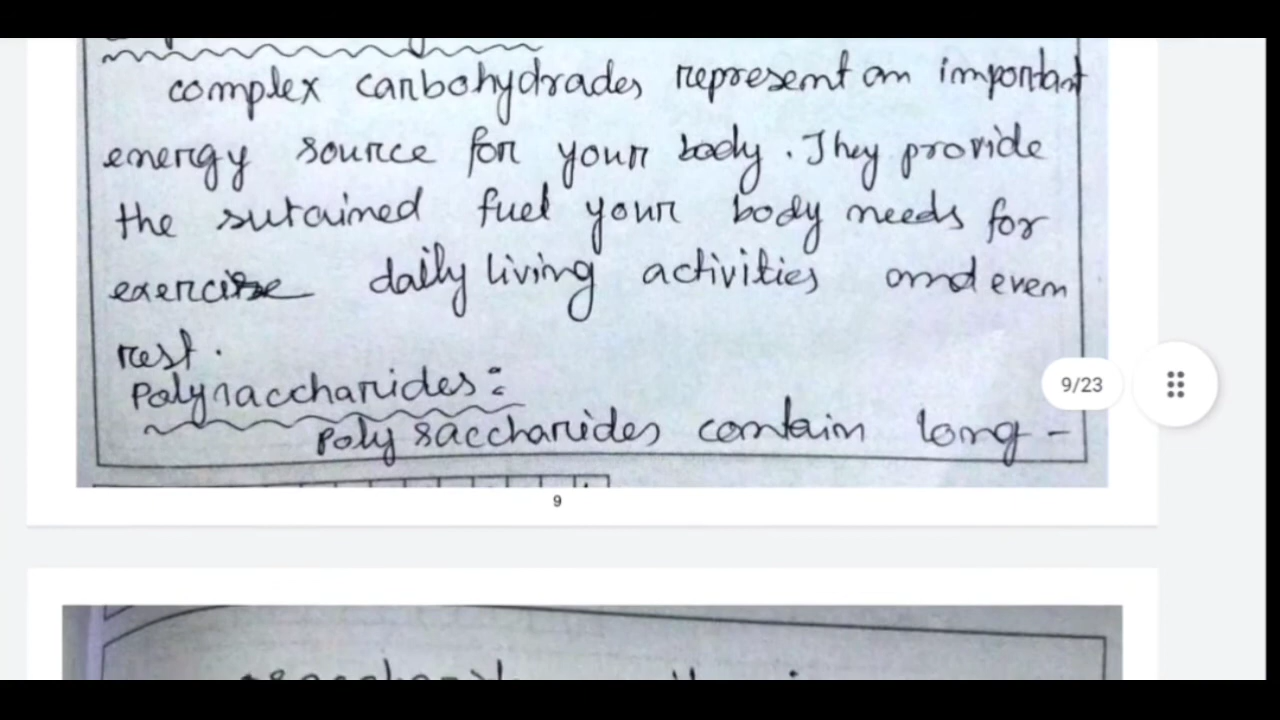 complex carbohydrades represent an important
energy source for your body. They provide
the sutained fuel your body needs for
exercise daily living activities and even
rest.
Polysaccharides:
Poly saccharides contain long-
9/23
9